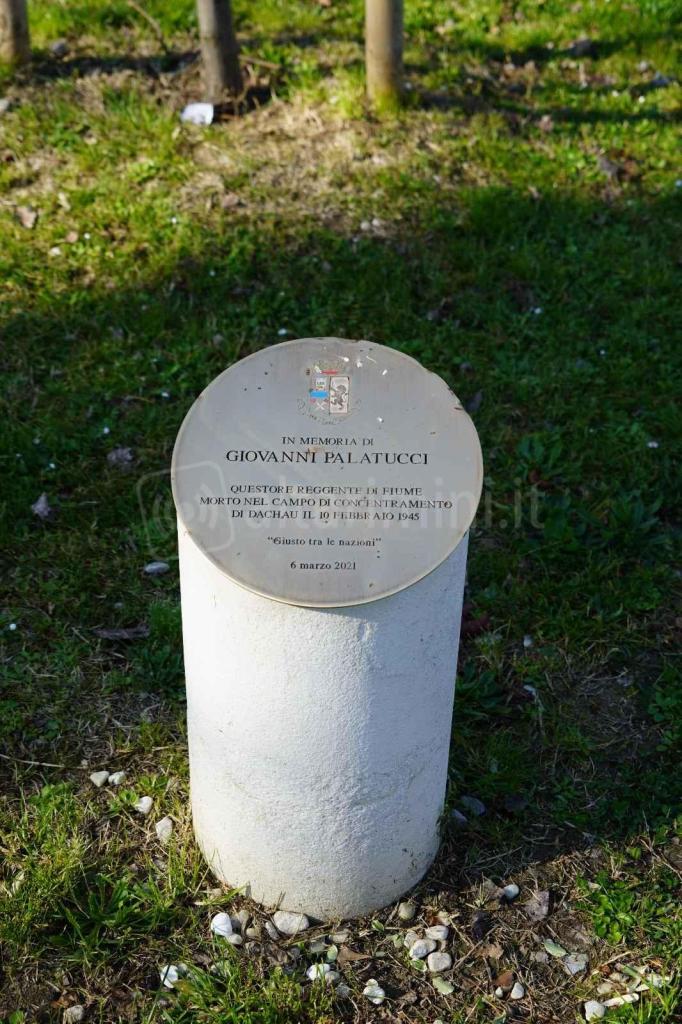 IN MEMORIA DI
GIOVANNI PALATUCCI
QUESTORE REGGENTE DI FIUME
MORTO NEL CAMPO DI CONCENTRAMENTO
DI DACHAU IL 10 FEBBRAIO 1945
"Giusto tra le nazioni"
6 marzo 2021